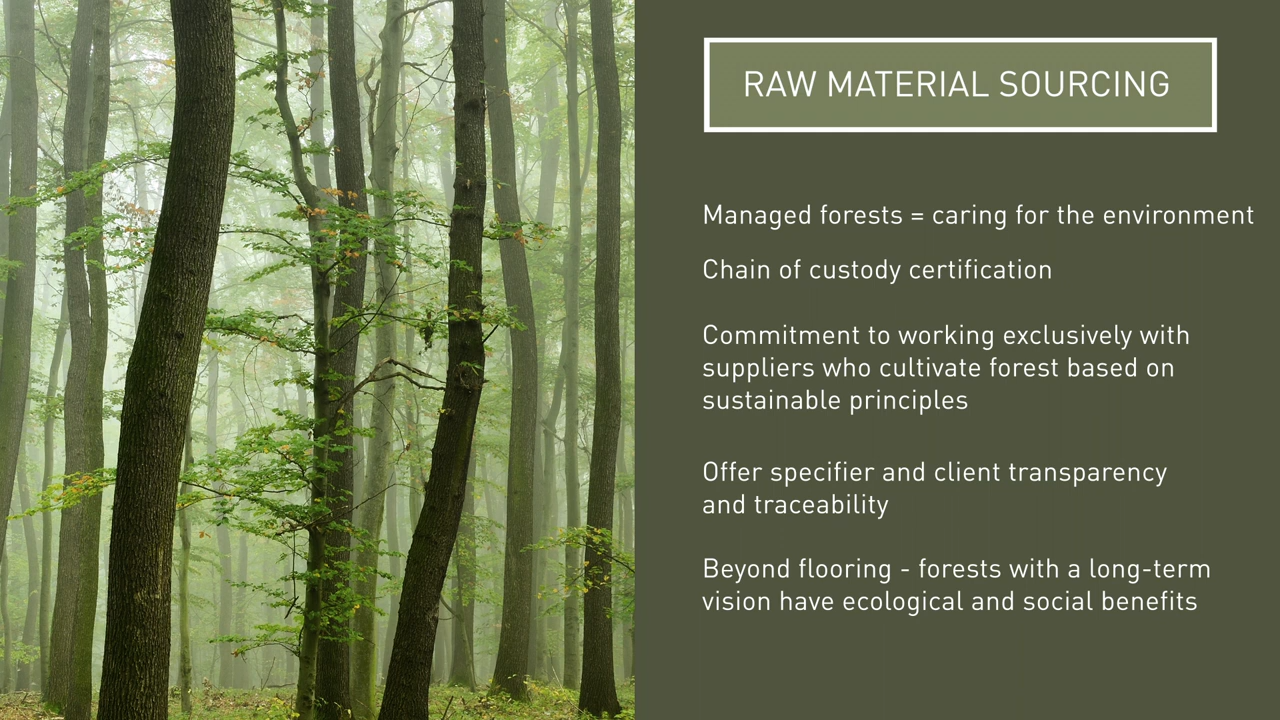 RAW MATERIAL SOURCING
Managed forests = caring for the environment
Chain of custody certification
Commitment to working exclusively with
suppliers who cultivate forest based on
sustainable principles
Offer specifier and client transparency
and traceability
Beyond flooring - forests with a long-term
vision have ecological and social benefits